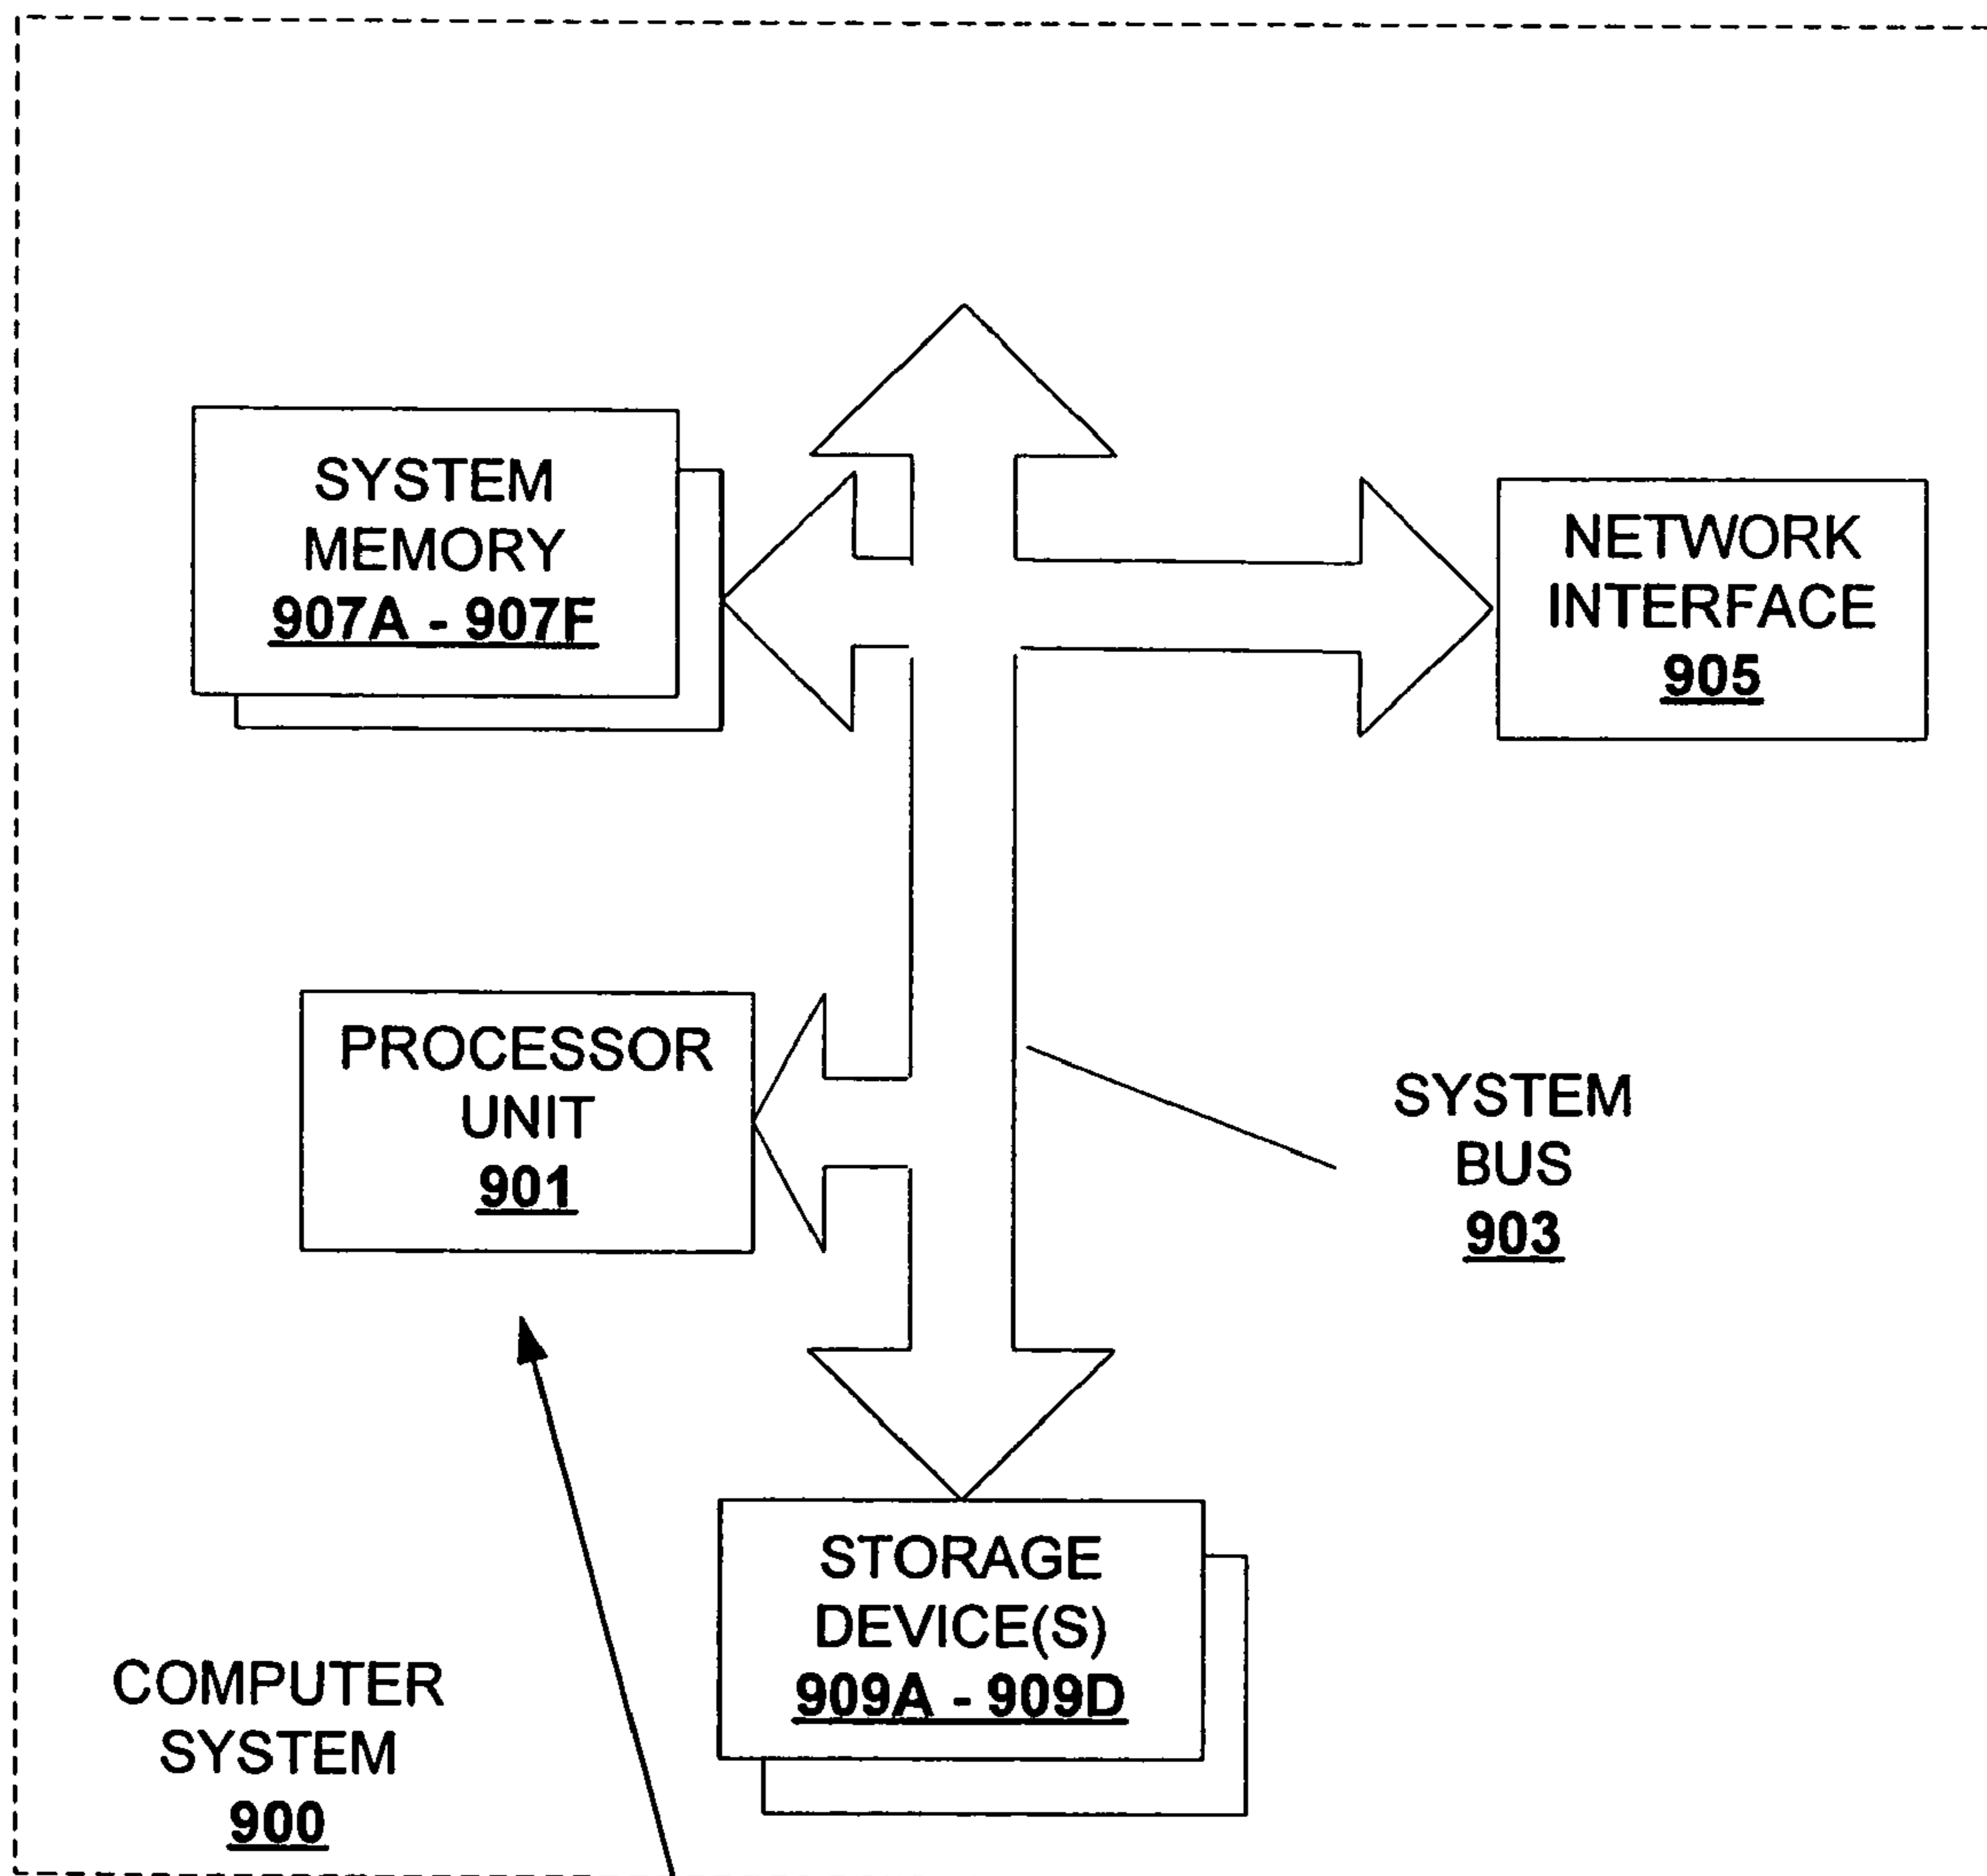 SYSTEM
MEMORY
907A - 907F
NETWORK
INTERFACE
905
PROCESSOR
UNIT
901
SYSTEM
BUS
903
STORAGE
DEVICE(S)
909A - 909D
COMPUTER
SYSTEM
900